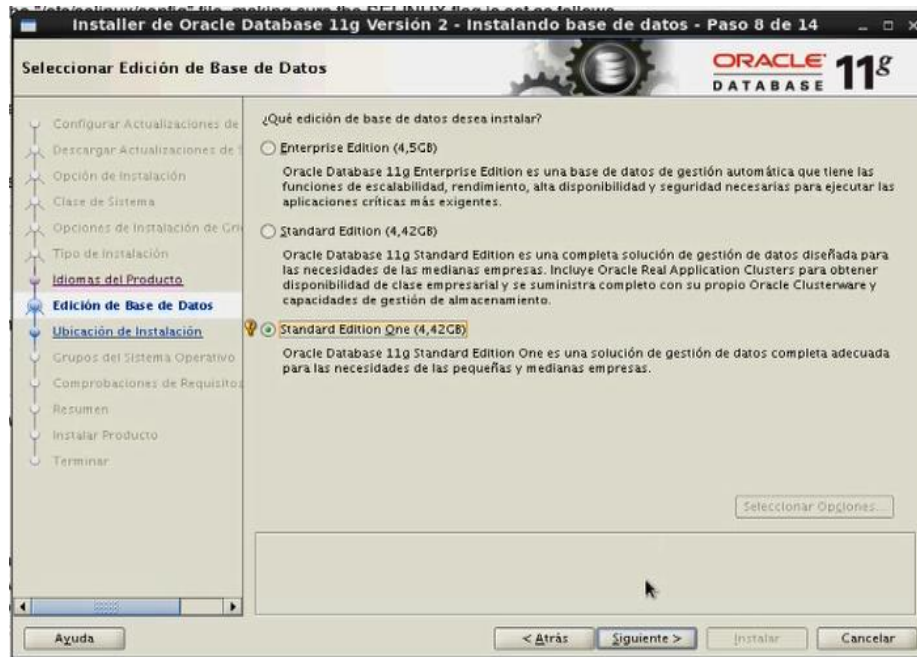 Installer de Oracle Database 11g Versión 2 - Instalando base de datos - Paso 8 de 14
Seleccionar Edición de Base de Datos
ORACLE
DATABASE
11g
Configurar Actualizaciones de
Descargar Actualizaciones de S
Opción de Instalación
Clase de Sistema
Opciones de Instalación de Gri
Tipo de Instalación
Idiomas del Producto
Edición de Base de Datos
Ubicación de Instalación
Grupos del Sistema Operativo
Comprobaciones de Requisitos
Resumen
Instalar Producto
Terminar
¿Qué edición de base de datos desea instalar?
Enterprise Edition (4,5GB)
Oracle Database 11g Enterprise Edition es una base de datos de gestión automática que tiene las
funciones de escalabilidad, rendimiento, alta disponibilidad y seguridad necesarias para ejecutar las
aplicaciones críticas más exigentes.
Standard Edition (4,42GB)
Oracle Database 11g Standard Edition es una completa solución de gestión de datos diseñada para
las necesidades de las medianas empresas. Incluye Oracle Real Application Clusters para obtener
disponibilidad de clase empresarial y se suministra completo con su propio Oracle Clusterware y
capacidades de gestión de almacenamiento.
Standard Edition One (4,42GB)
Oracle Database 11g Standard Edition One es una solución de gestión de datos completa adecuada
para las necesidades de las pequeñas y medianas empresas.
Seleccionar Opciones...
Ayuda
< Atrás
Siguiente >
Instalar
Cancelar